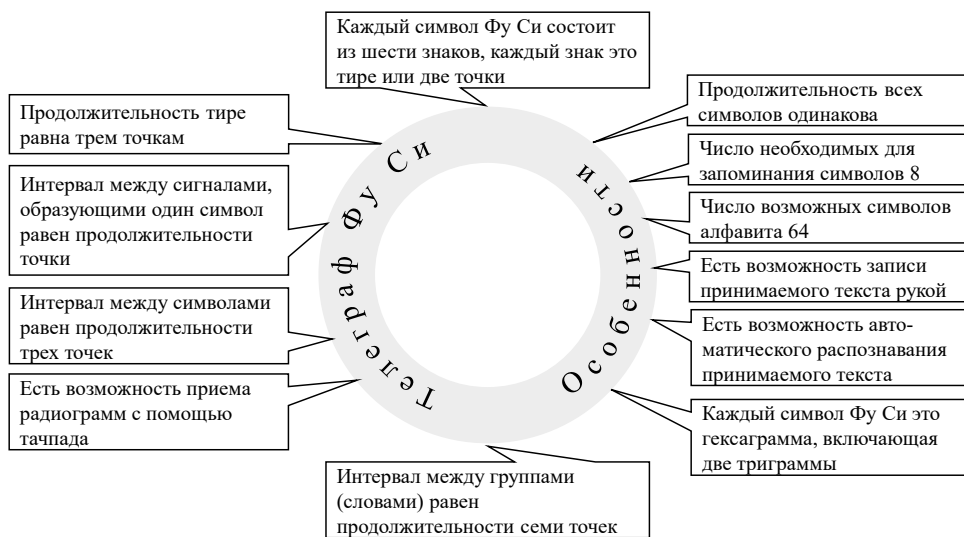 Каждый символ Фу Си состоит
из шести знаков, каждый знак это
тире или две точки
Продолжительность тире
равна трем точкам
Интервал между сигналами,
образующими один символ
равен продолжительности
точки
Интервал между символами
равен продолжительности
трех точек
Есть возможность приема
радиограмм с помощью
тачпада
Телеграф Фу Си
Особенности
Продолжительность всех
символов одинакова
Число необходимых для
запоминания символов 8
Число возможных символов
алфавита 64
Есть возможность записи
принимаемого текста рукой
Есть возможность авто-
матического распознавания
принимаемого текста
Каждый символ Фу Си это
гексаграмма, включающая
две триграммы
Интервал между группами
(словами) равен
продолжительности семи точек